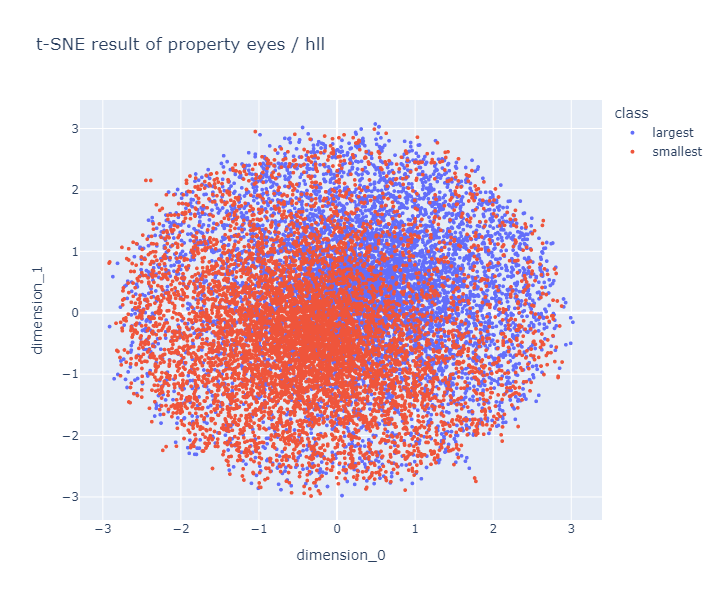 t-SNE result of property eyes / hll
class
largest
smallest
3
2
1
0
−1
−2
−3
dimension_1
−3
−2
−1
0
1
2
3
dimension_0